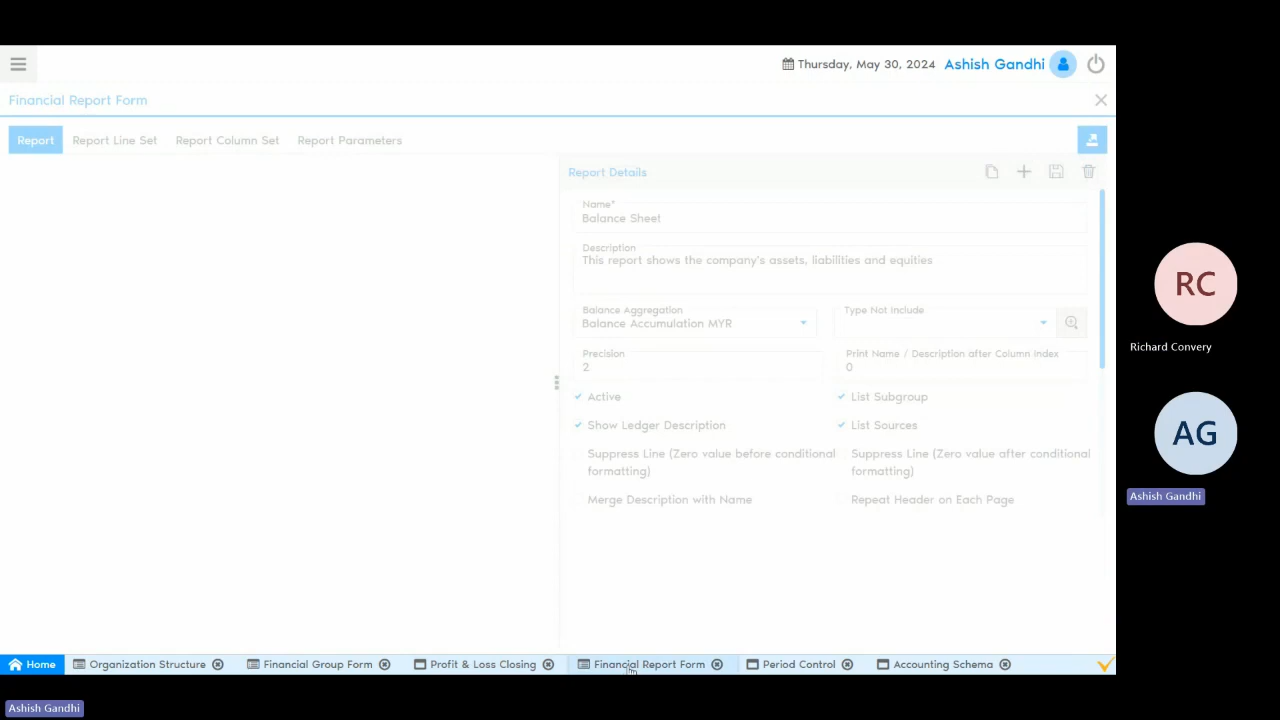 Thursday, May 30, 2024 Ashish Gandhi
Financial Report Form
Report Report Line Set Report Column Set Report Parameters
Report Details
Name*
Balance Sheet
Description
This report shows the company's assets, liabilities and equities
Balance Aggregation Type Not Include
Balance Accumulation MYR
Precision Print Name / Description after Column Index
2 0
Active List Subgroup
Show Ledger Description List Sources
Suppress Line (Zero value before conditional formatting) Suppress Line (Zero value after conditional formatting)
Merge Description with Name Repeat Header on Each Page
RC
Richard Convery
AG
Ashish Gandhi
Home Organization Structure Financial Group Form Profit & Loss Closing Financial Report Form Period Control Accounting Schema
Ashish Gandhi